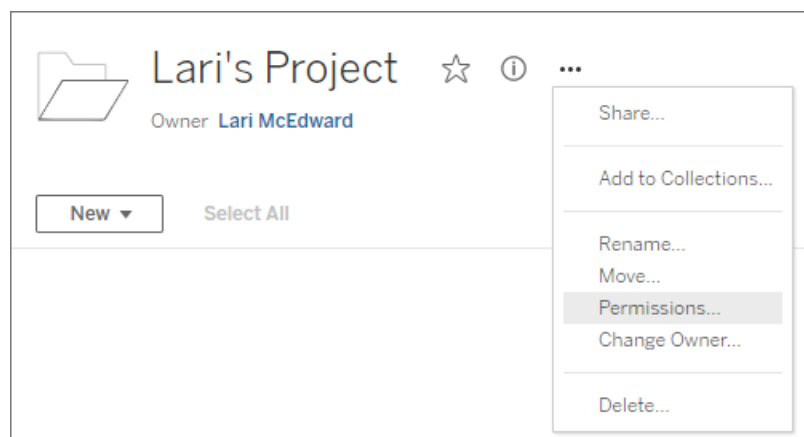 Lari's Project
Owner Lari McEdward
New
Select All
Share...
Add to Collections...
Rename...
Move...
Permissions...
Change Owner...
Delete...